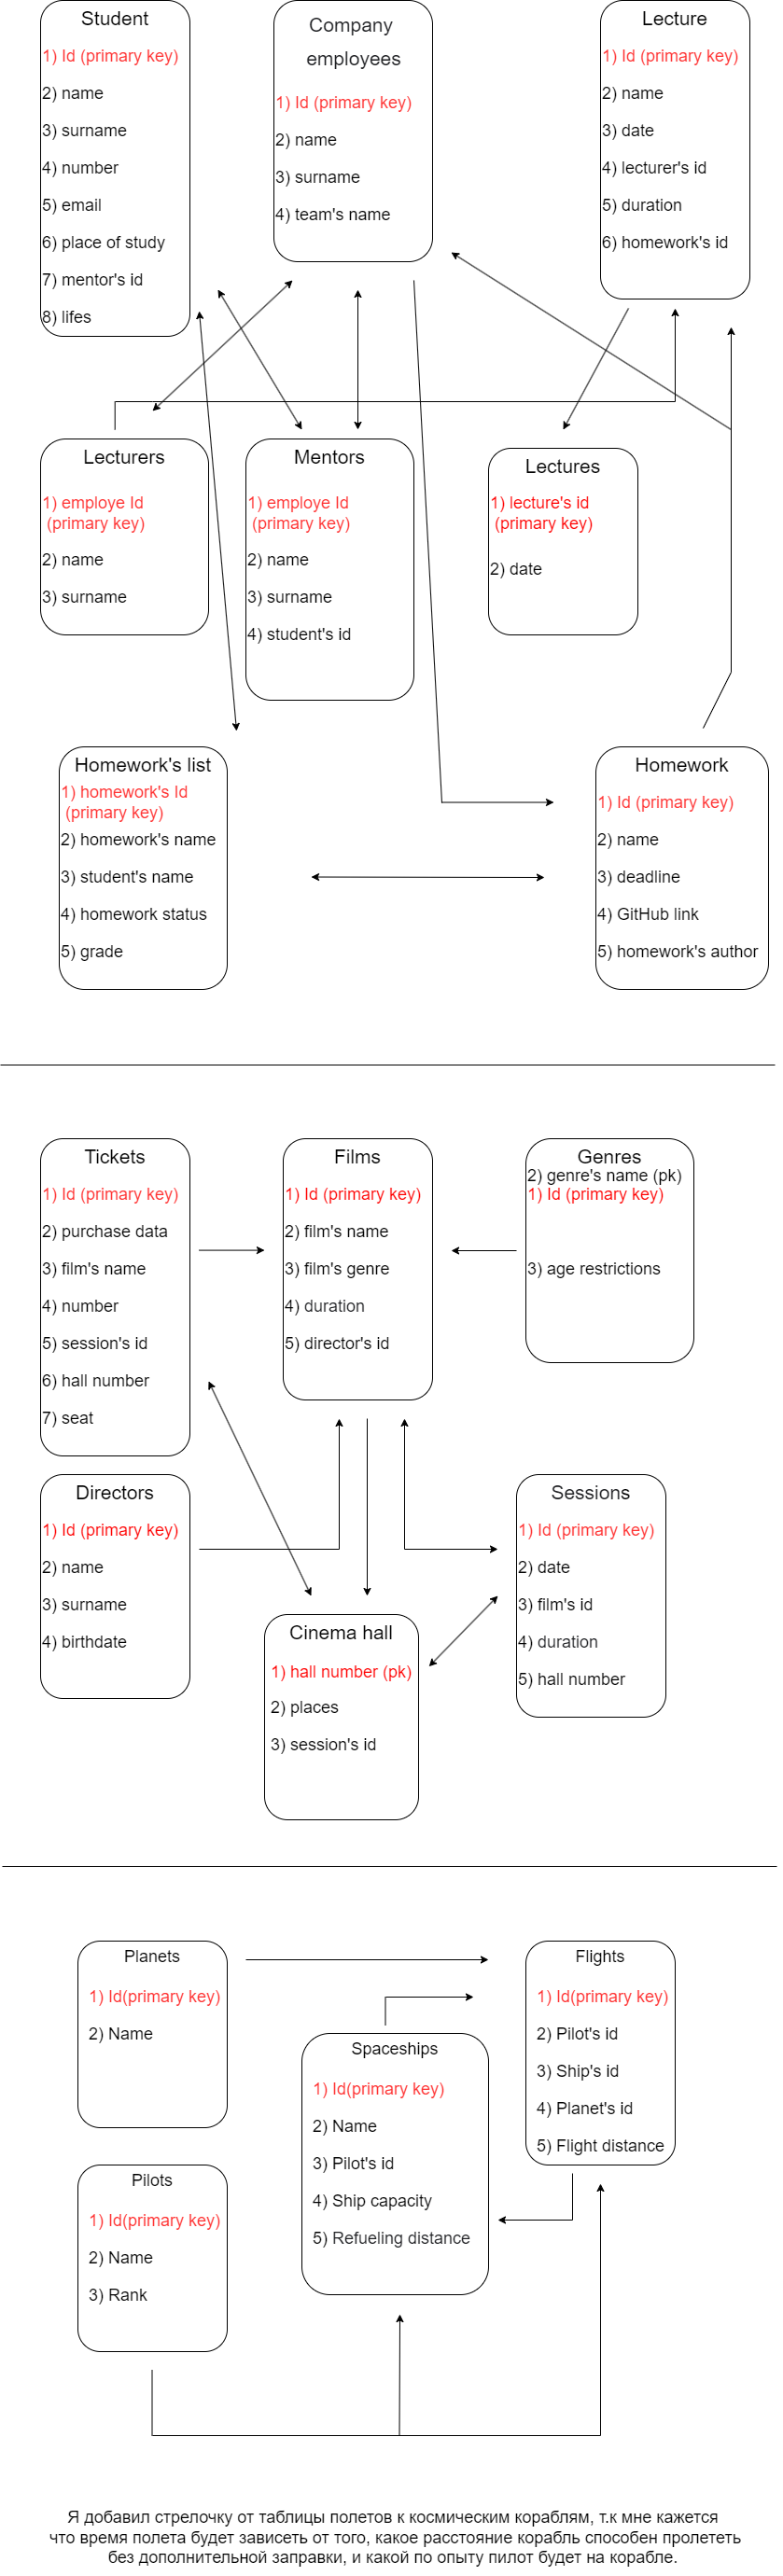 Student
1) Id (primary key)
2) name
3) surname
4) number
5) email
6) place of study
7) mentor's id
8) lifes
Company
employees
1) Id (primary key)
2) name
3) surname
4) team's name
Lecture
1) Id (primary key)
2) name
3) date
4) lecturer's id
5) duration
6) homework's id
Lecturers
1) employe Id
(primary key)
2) name
3) surname
Mentors
1) employe Id
(primary key)
2) name
3) surname
4) student's id
Lectures
1) lecture's id
(primary key)
2) date
Homework's list
1) homework's Id
(primary key)
2) homework's name
3) student's name
4) homework status
5) grade
Homework
1) Id (primary key)
2) name
3) deadline
4) GitHub link
5) homework's author
Tickets
1) Id (primary key)
2) purchase data
3) film's name
4) number
5) session's id
6) hall number
7) seat
Films
1) Id (primary key)
2) film's name
3) film's genre
4) duration
5) director's id
Genres
2) genre's name (pk)
1) Id (primary key)
3) age restrictions
Directors
1) Id (primary key)
2) name
3) surname
4) birthdate
Cinema hall
1) hall number (pk)
2) places
3) session's id
Sessions
1) Id (primary key)
2) date
3) film's id
4) duration
5) hall number
Planets
1) Id(primary key)
2) Name
Flights
1) Id(primary key)
2) Pilot's id
3) Ship's id
4) Planet's id
5) Flight distance
Spaceships
1) Id(primary key)
2) Name
3) Pilot's id
4) Ship capacity
5) Refueling distance
Pilots
1) Id(primary key)
2) Name
3) Rank
Я добавил стрелочку от таблицы полетов к космическим кораблям, т.к мне кажется
что время полета будет зависеть от того, какое расстояние корабль способен пролететь
без дополнительной заправки, и какой по опыту пилот будет на корабле.